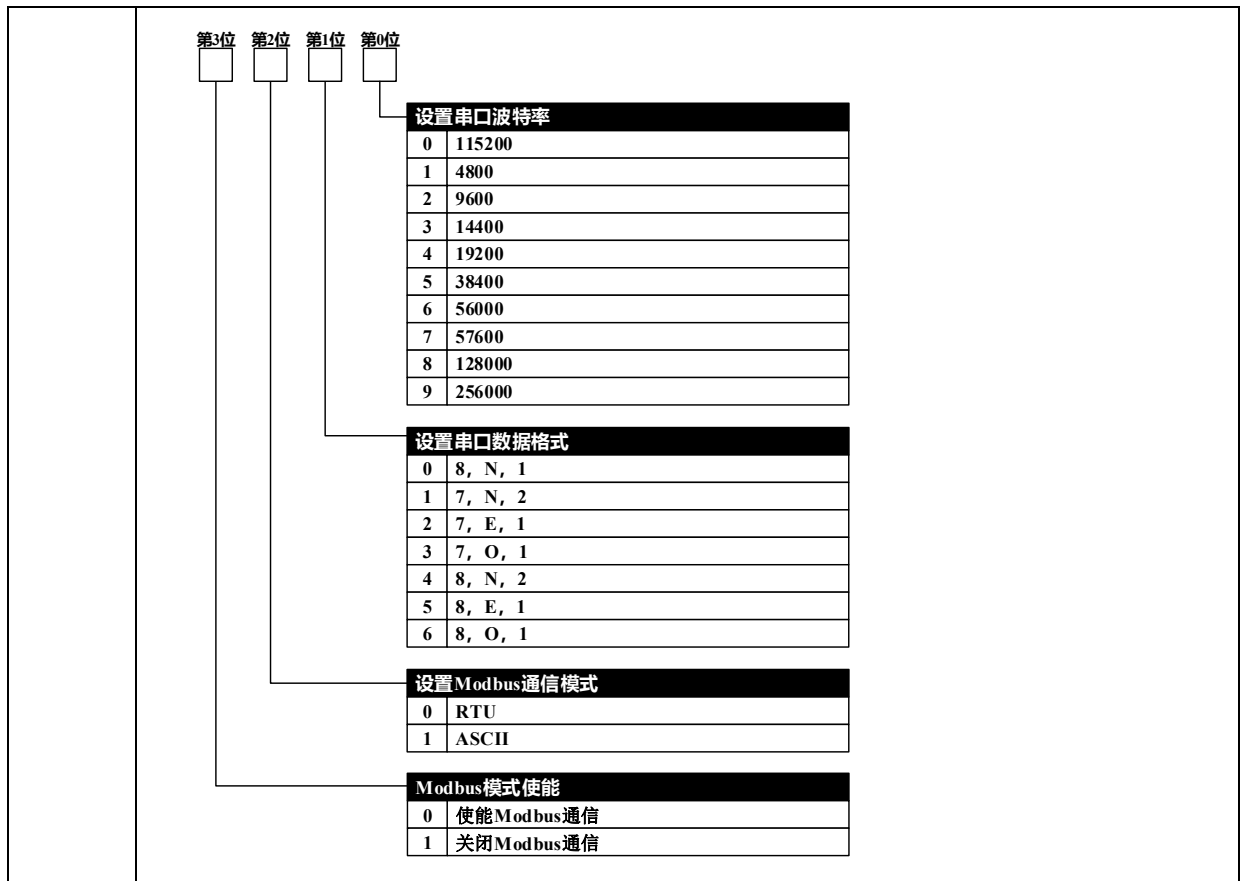 第3位 第2位 第1位 第0位
设置串口波特率
0 115200
1 4800
2 9600
3 14400
4 19200
5 38400
6 56000
7 57600
8 128000
9 256000
设置串口数据格式
0 8，N，1
1 7，N，2
2 7，E，1
3 7，O，1
4 8，N，2
5 8，E，1
6 8，O，1
设置Modbus通信模式
0 RTU
1 ASCII
Modbus模式使能
0 使能Modbus通信
1 关闭Modbus通信